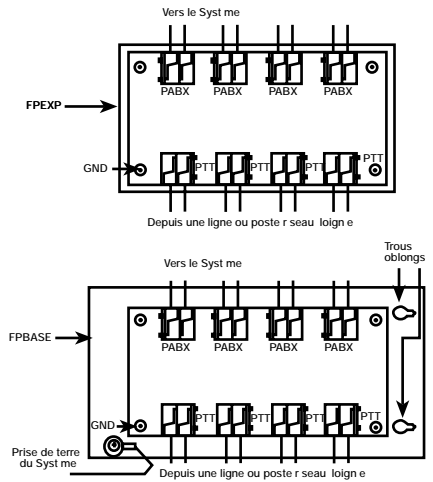 Vers le Syst me
PABX PABX PABX PABX
FPEXP
GND
PTT PTT PTT PTT
Depuis une ligne ou poste r seau loign e
Trous
oblongs
Vers le Syst me
FPBASE
PABX PABX PABX PABX
GND
PTT PTT PTT PTT
Prise de terre
du Syst me
Depuis une ligne ou poste r seau loign e